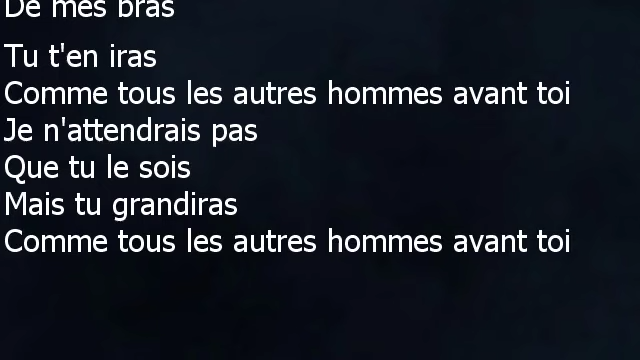 De mes bras
Tu t'en iras
Comme tous les autres hommes avant toi
Je n'attendrais pas
Que tu le sois
Mais tu grandiras
Comme tous les autres hommes avant toi